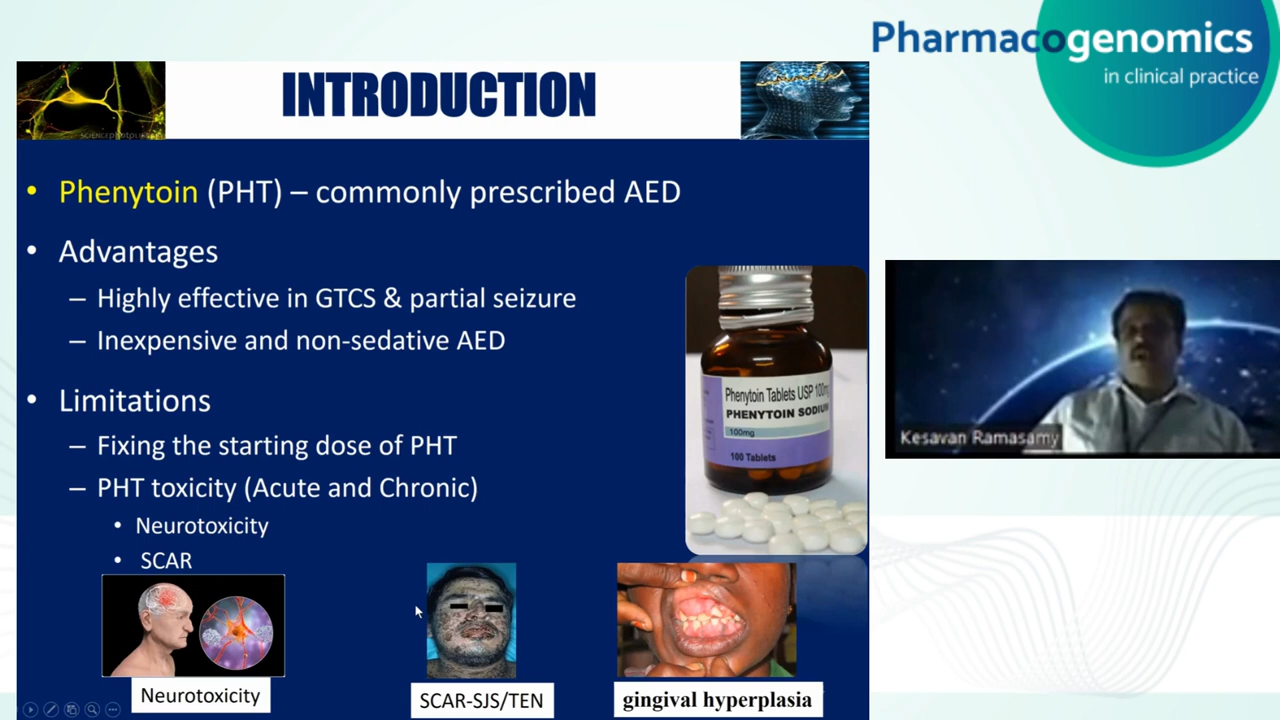 Pharmacogenomics
in clinical practice
INTRODUCTION
• Phenytoin (PHT) – commonly prescribed AED
• Advantages
– Highly effective in GTCS & partial seizure
– Inexpensive and non-sedative AED
• Limitations
– Fixing the starting dose of PHT
– PHT toxicity (Acute and Chronic)
• Neurotoxicity
• SCAR
Phenytoin Tablets USP 100m
PHENYTOIN SODIU
100mg
100 Tablets
Neurotoxicity
SCAR-SJS/TEN
gingival hyperplasia
Kesavan Ramasamy